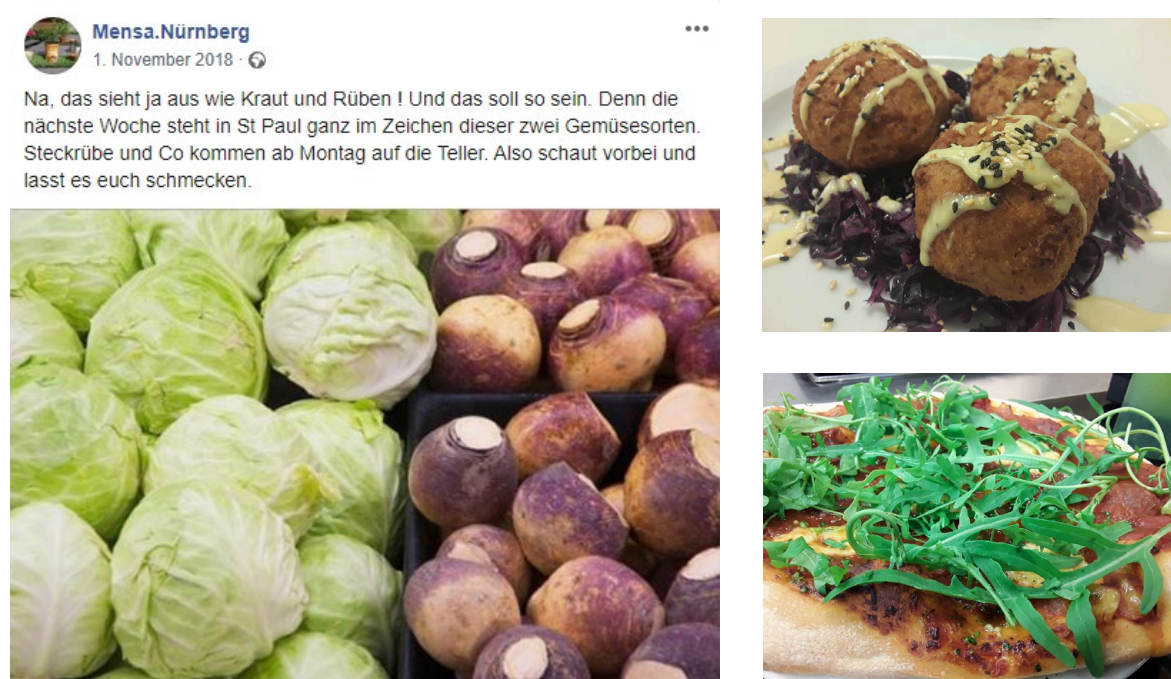 Mensa.Nürnberg
1. November 2018 ·
Na, das sieht ja aus wie Kraut und Rüben ! Und das soll so sein. Denn die
nächste Woche steht in St Paul ganz im Zeichen dieser zwei Gemüsesorten.
Steckrübe und Co kommen ab Montag auf die Teller. Also schaut vorbei und
lasst es euch schmecken.